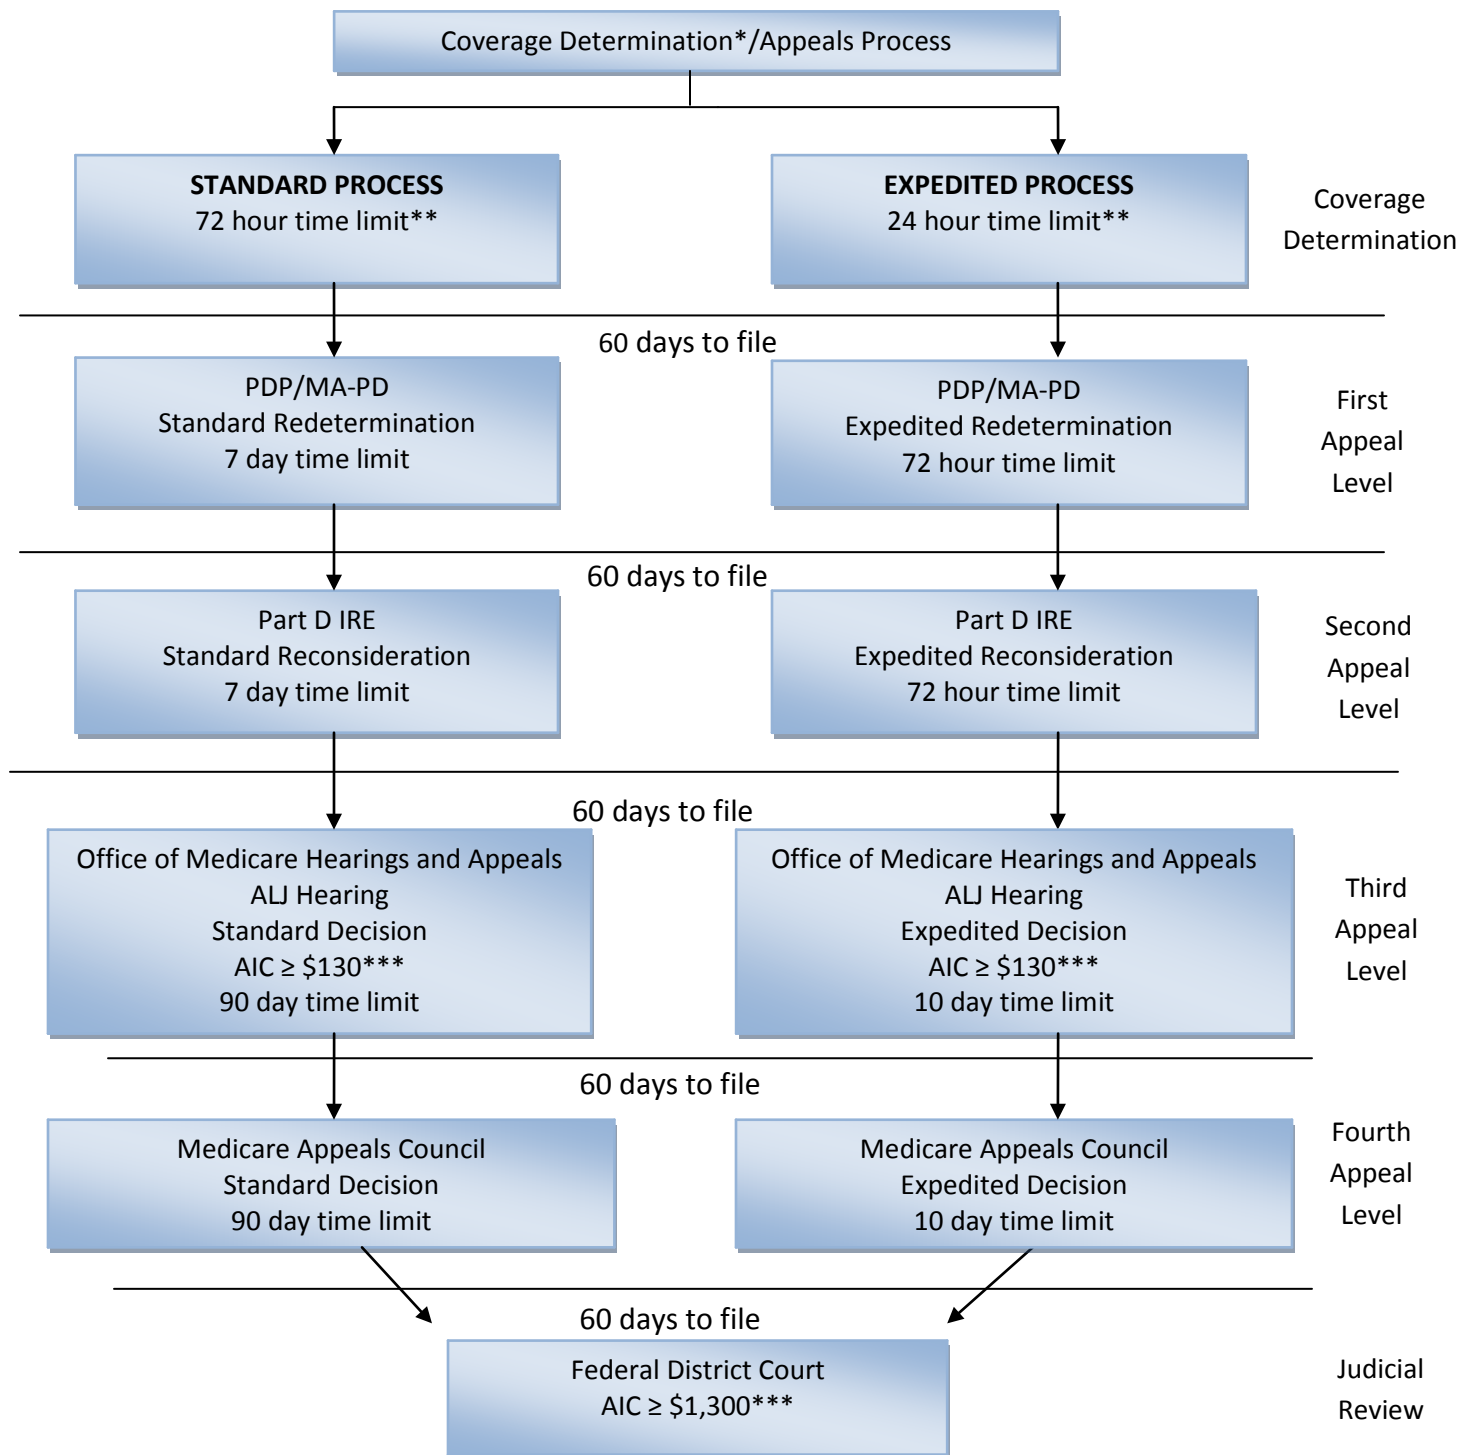 Coverage Determination*/Appeals Process
STANDARD PROCESS
72 hour time limit**
EXPEDITED PROCESS
24 hour time limit**
Coverage
Determination
60 days to file
PDP/MA-PD
Standard Redetermination
7 day time limit
PDP/MA-PD
Expedited Redetermination
72 hour time limit
First
Appeal
Level
60 days to file
Part D IRE
Standard Reconsideration
7 day time limit
Part D IRE
Expedited Reconsideration
72 hour time limit
Second
Appeal
Level
60 days to file
Office of Medicare Hearings and Appeals
ALJ Hearing
Standard Decision
AIC ≥ $130***
90 day time limit
Office of Medicare Hearings and Appeals
ALJ Hearing
Expedited Decision
AIC ≥ $130***
10 day time limit
Third
Appeal
Level
60 days to file
Medicare Appeals Council
Standard Decision
90 day time limit
Medicare Appeals Council
Expedited Decision
10 day time limit
Fourth
Appeal
Level
60 days to file
Federal District Court
AIC ≥ $1,300***
Judicial
Review